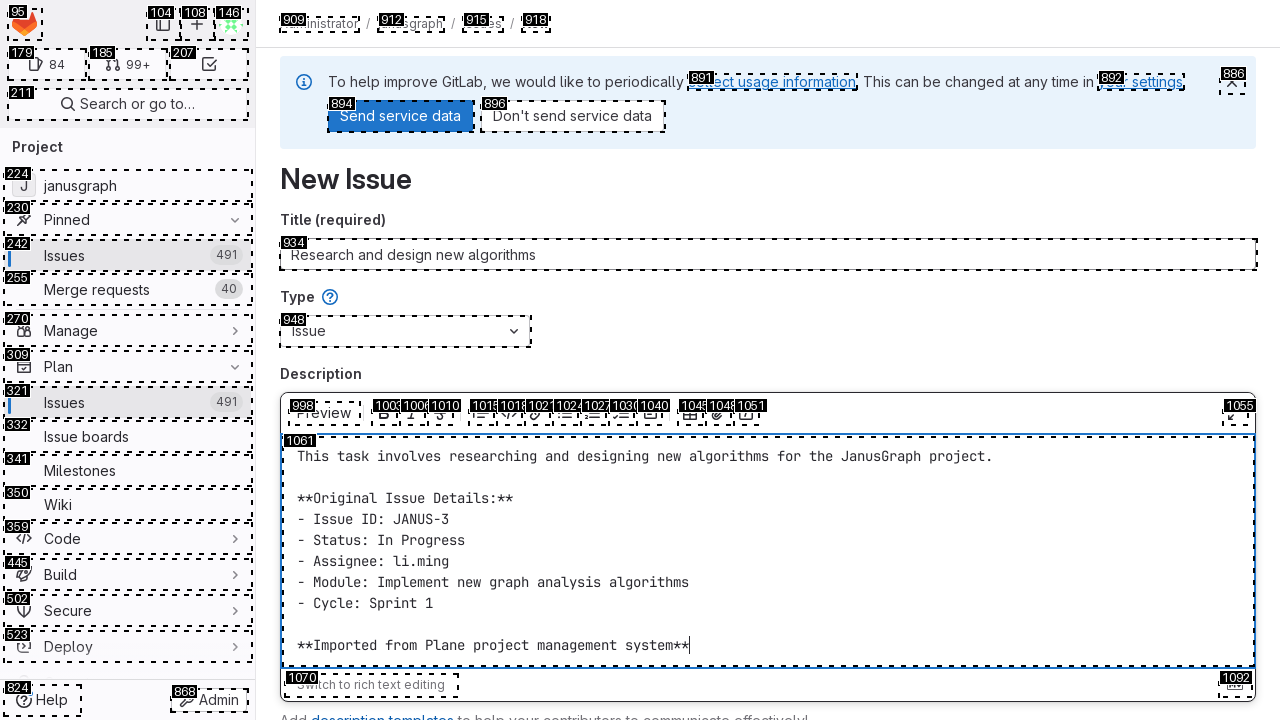 95
104
108
146
909
912
915
918
Administrator / janusgraph / Issues /
179
84
185
99+
207
211
Search or go to…
To help improve GitLab, we would like to periodically collect usage information. This can be changed at any time in your settings.
891
892
886
894
Send service data
896
Don't send service data
Project
224
J janusgraph
New Issue
230
Pinned
Title (required)
242
Issues 491
934
Research and design new algorithms
255
Merge requests 40
Type
270
Manage
948
Issue
309
Plan
Description
321
Issues 491
998
Preview
1003
1006
1010
1015
1018
1021
1024
1027
1030
1040
1045
1048
1051
1055
332
Issue boards
1061
This task involves researching and designing new algorithms for the JanusGraph project.
341
Milestones
**Original Issue Details:**
350
Wiki
- Issue ID: JANUS-3
359
Code
- Status: In Progress
- Assignee: li.ming
445
Build
- Module: Implement new graph analysis algorithms
502
Secure
- Cycle: Sprint 1
523
Deploy
**Imported from Plane project management system**
824
Help
868
Admin
1070
Switch to rich text editing
1092
Add description templates to help your contributors to communicate effectively!